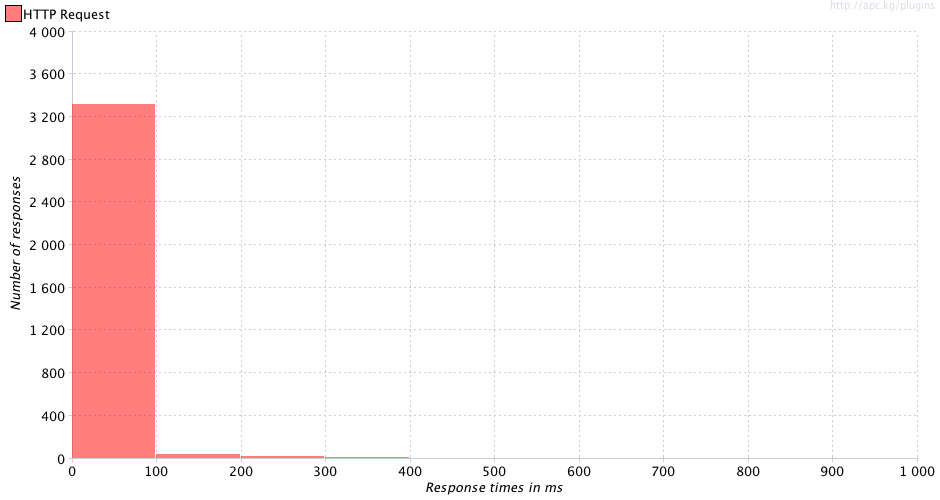 http://apc.kg/plugins
HTTP Request
4 000
3 600
3 200
2 800
2 400
2 000
1 600
1 200
800
400
0
Number of responses
0 100 200 300 400 500 600 700 800 900 1 000
Response times in ms